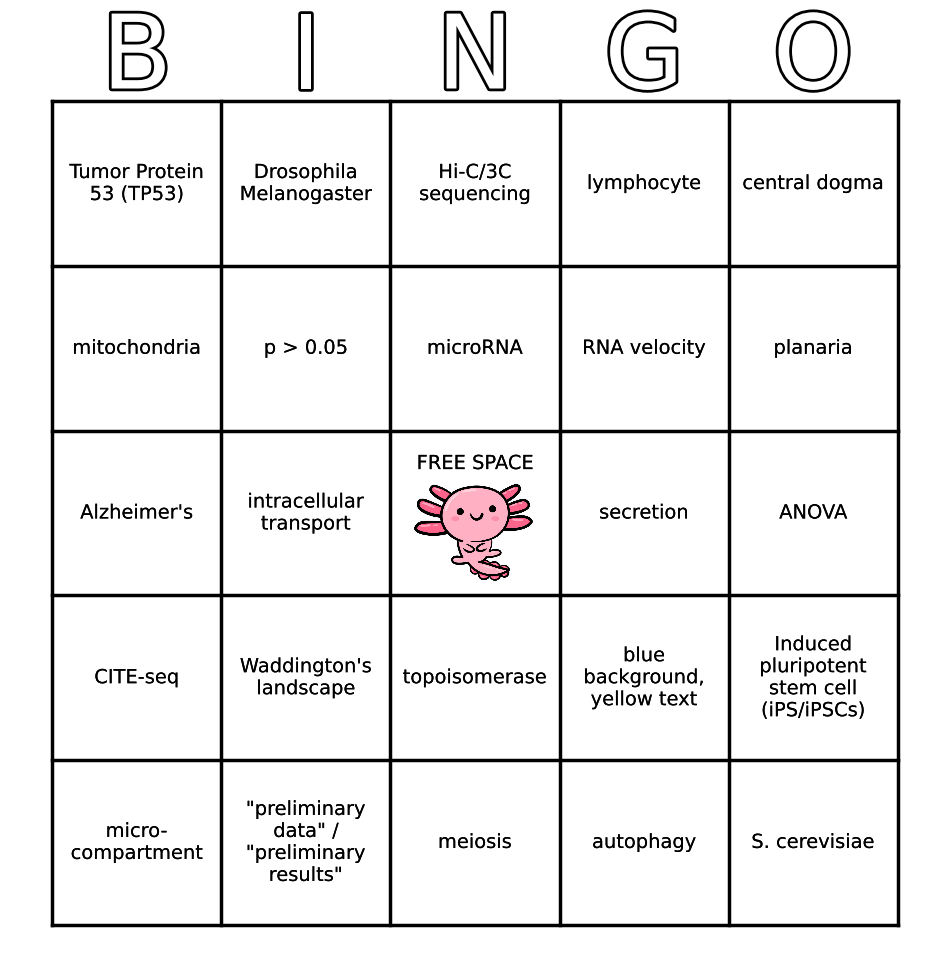 B I N G O
Tumor Protein
53 (TP53)
Drosophila
Melanogaster
Hi-C/3C
sequencing
lymphocyte
central dogma
mitochondria
p > 0.05
microRNA
RNA velocity
planaria
Alzheimer's
intracellular
transport
FREE SPACE
secretion
ANOVA
CITE-seq
Waddington's
landscape
topoisomerase
blue
background,
yellow text
Induced
pluripotent
stem cell
(iPS/iPSCs)
micro-
compartment
"preliminary
data" /
"preliminary
results"
meiosis
autophagy
S. cerevisiae